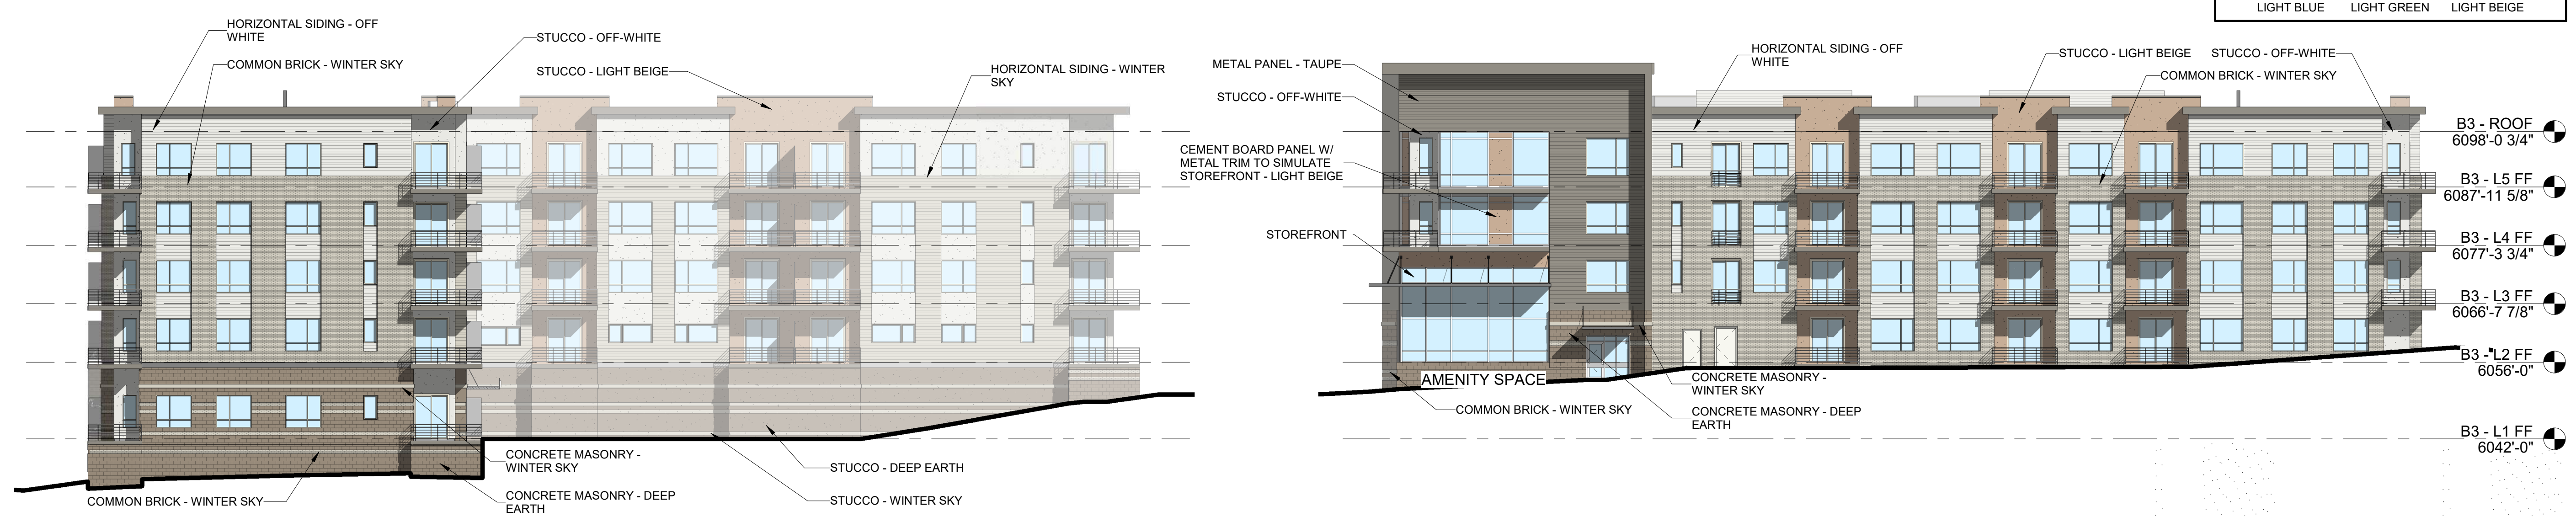 LIGHT BLUE LIGHT GREEN LIGHT BEIGE
HORIZONTAL SIDING - OFF
WHITE
COMMON BRICK - WINTER SKY
STUCCO - OFF-WHITE
STUCCO - LIGHT BEIGE
HORIZONTAL SIDING - WINTER
SKY
CONCRETE MASONRY -
WINTER SKY
CONCRETE MASONRY - DEEP
EARTH
COMMON BRICK - WINTER SKY
STUCCO - DEEP EARTH
STUCCO - WINTER SKY
METAL PANEL - TAUPE
STUCCO - OFF-WHITE
CEMENT BOARD PANEL W/
METAL TRIM TO SIMULATE
STOREFRONT - LIGHT BEIGE
STOREFRONT
HORIZONTAL SIDING - OFF
WHITE
STUCCO - LIGHT BEIGE
STUCCO - OFF-WHITE
COMMON BRICK - WINTER SKY
AMENITY SPACE
COMMON BRICK - WINTER SKY
CONCRETE MASONRY -
WINTER SKY
CONCRETE MASONRY - DEEP
EARTH
B3 - ROOF
6098'-0 3/4"
B3 - L5 FF
6087'-11 5/8"
B3 - L4 FF
6077'-3 3/4"
B3 - L3 FF
6066'-7 7/8"
B3 - L2 FF
6056'-0"
B3 - L1 FF
6042'-0"